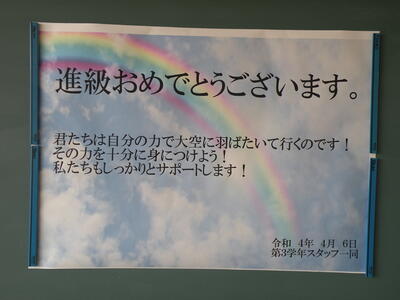 進級おめでとうございます。
君たちは自分の力で大空に羽ばたいて行くのです！
その力を十分に身につけよう！
私たちもしっかりとサポートします！
令和 4年 4月 6日
第3学年スタッフ一同